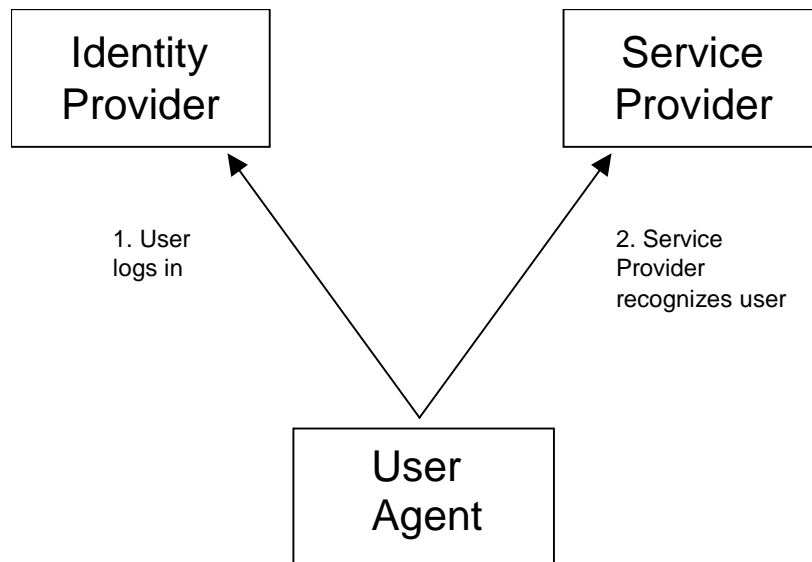 Identity
Provider
Service
Provider
1. User
logs in
2. Service
Provider
recognizes user
User
Agent